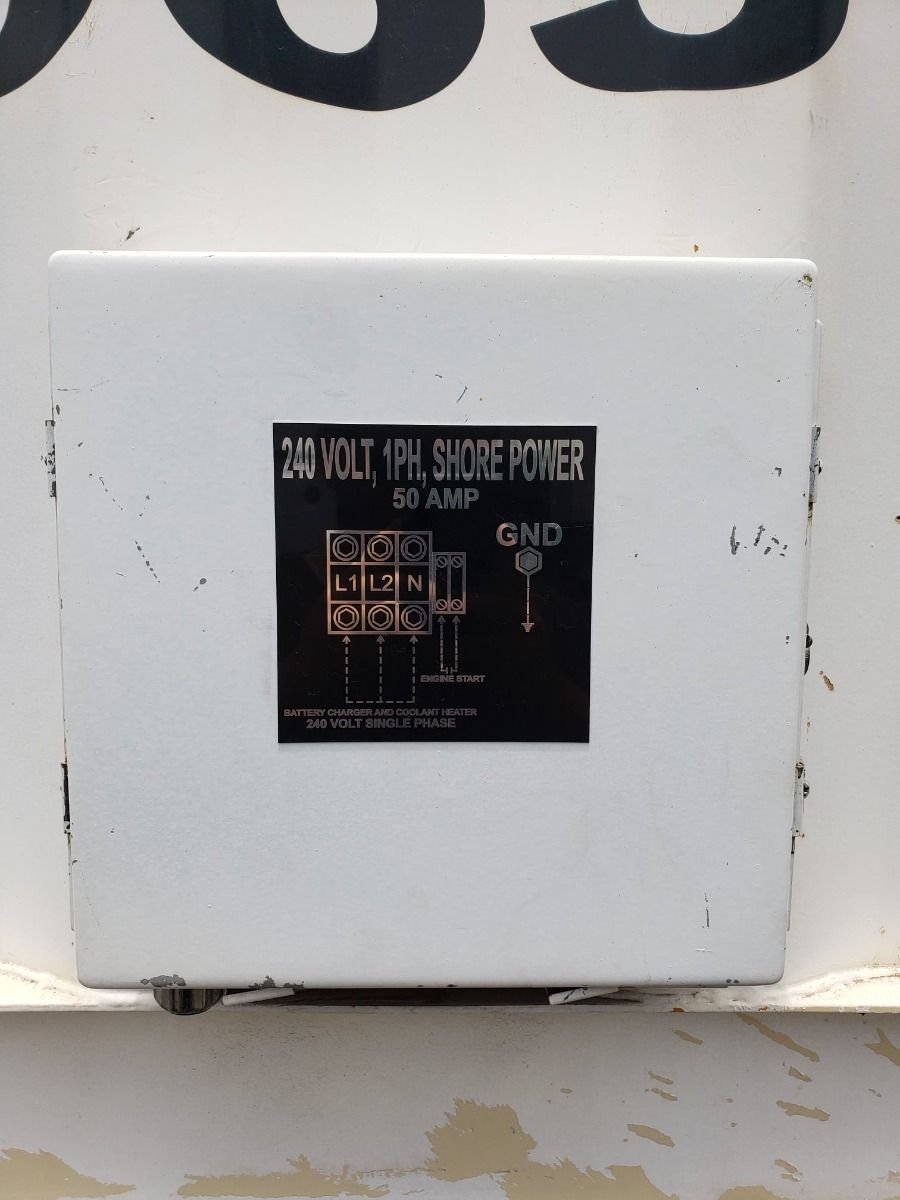 240 VOLT, 1PH, SHORE POWER
50 AMP
GND
L1 L2 N
ENGINE START
BATTERY CHARGER AND COOLANT HEATER
240 VOLT SINGLE PHASE